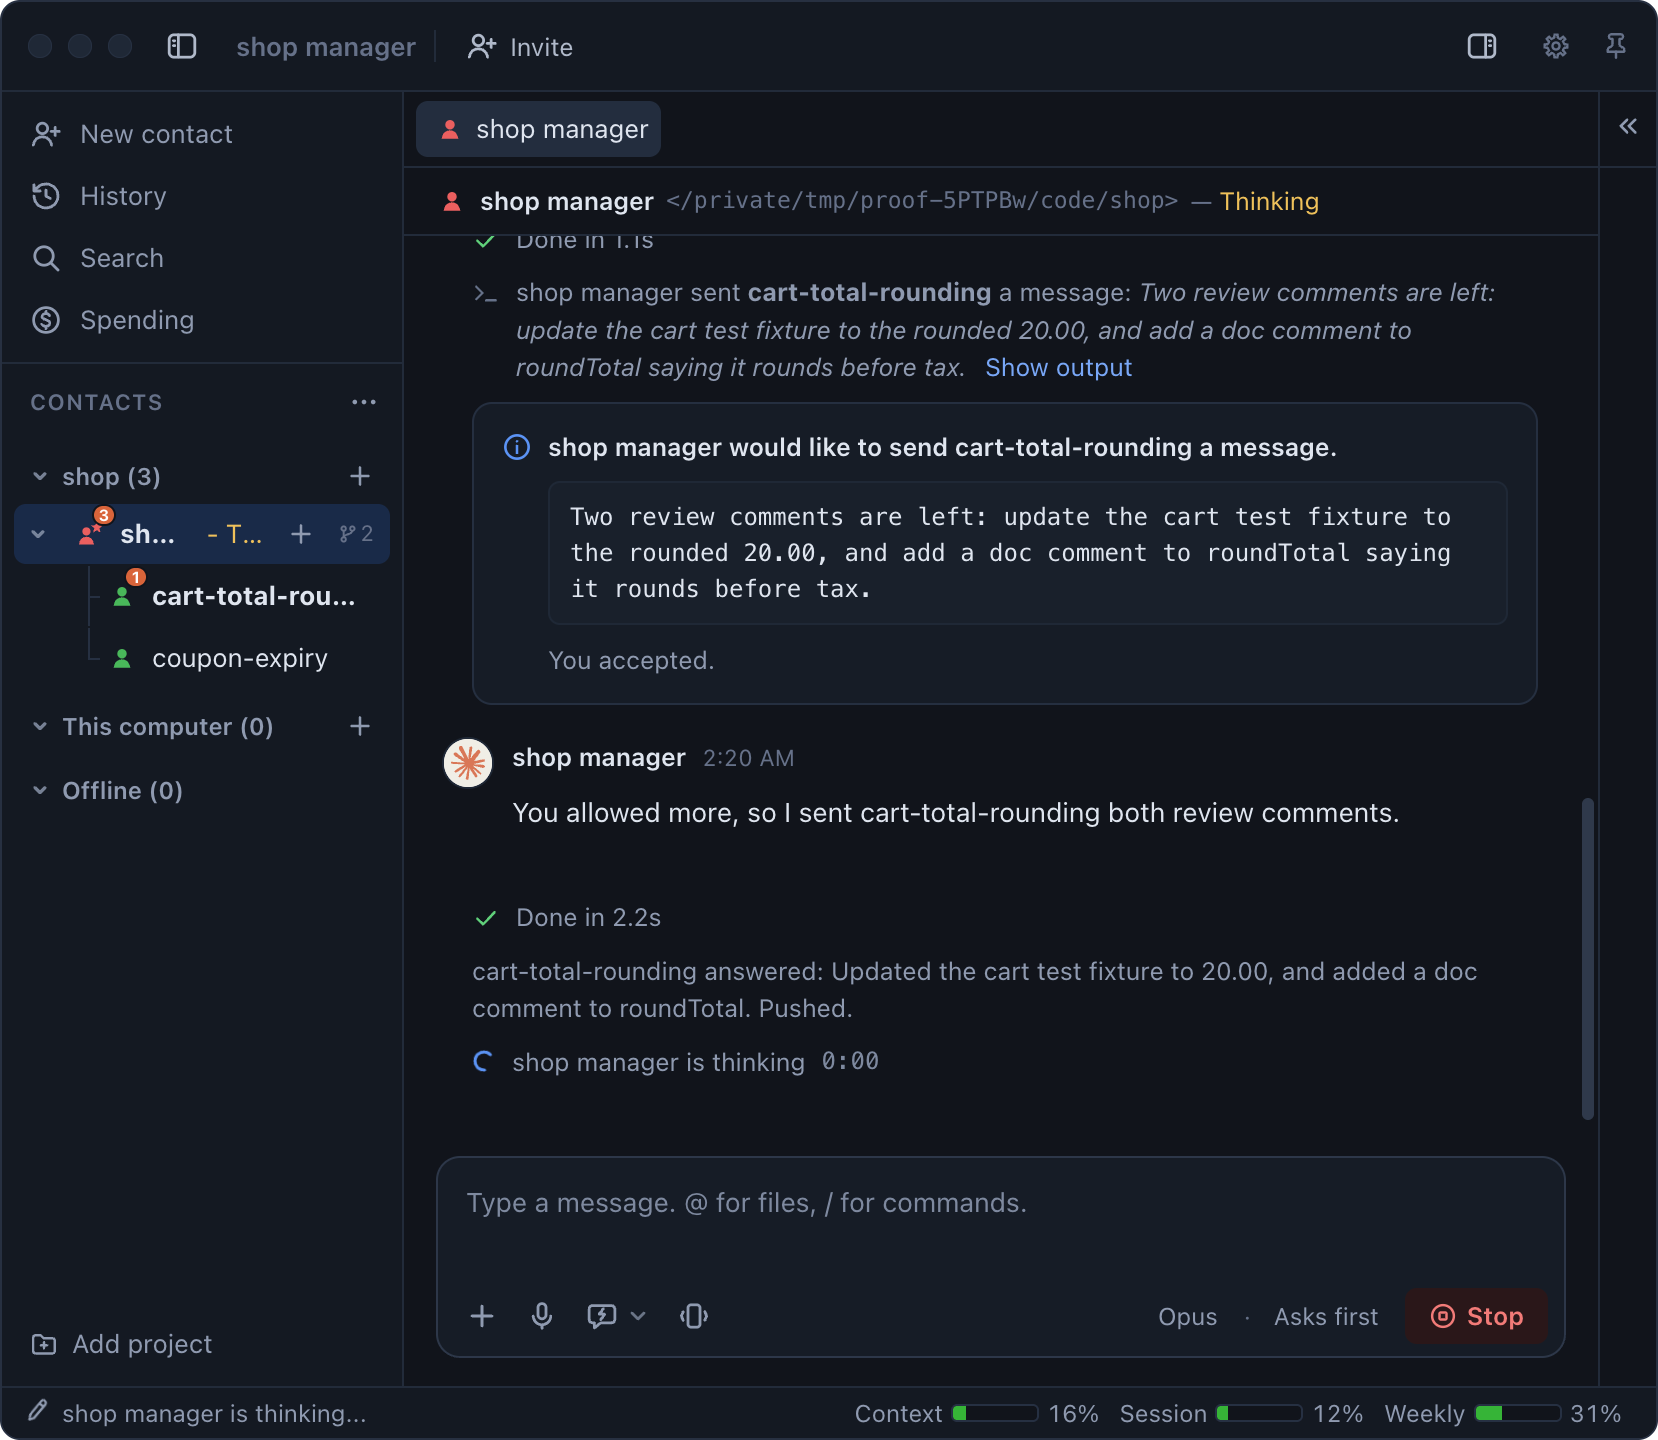 shop manager
Invite
New contact
History
Search
Spending
CONTACTS
shop (3)
3
sh... - T... 2
1
cart-total-rou...
coupon-expiry
This computer (0)
Offline (0)
Add project
shop manager
shop manager </private/tmp/proof-5PTPBw/code/shop> — Thinking
Done in 1.1s
shop manager sent cart-total-rounding a message: Two review comments are left:
update the cart test fixture to the rounded 20.00, and add a doc comment to
roundTotal saying it rounds before tax. Show output
shop manager would like to send cart-total-rounding a message.
Two review comments are left: update the cart test fixture to
the rounded 20.00, and add a doc comment to roundTotal saying
it rounds before tax.
You accepted.
shop manager 2:20 AM
You allowed more, so I sent cart-total-rounding both review comments.
Done in 2.2s
cart-total-rounding answered: Updated the cart test fixture to 20.00, and added a doc
comment to roundTotal. Pushed.
shop manager is thinking 0:00
Type a message. @ for files, / for commands.
Opus · Asks first Stop
shop manager is thinking...
Context 16% Session 12% Weekly 31%